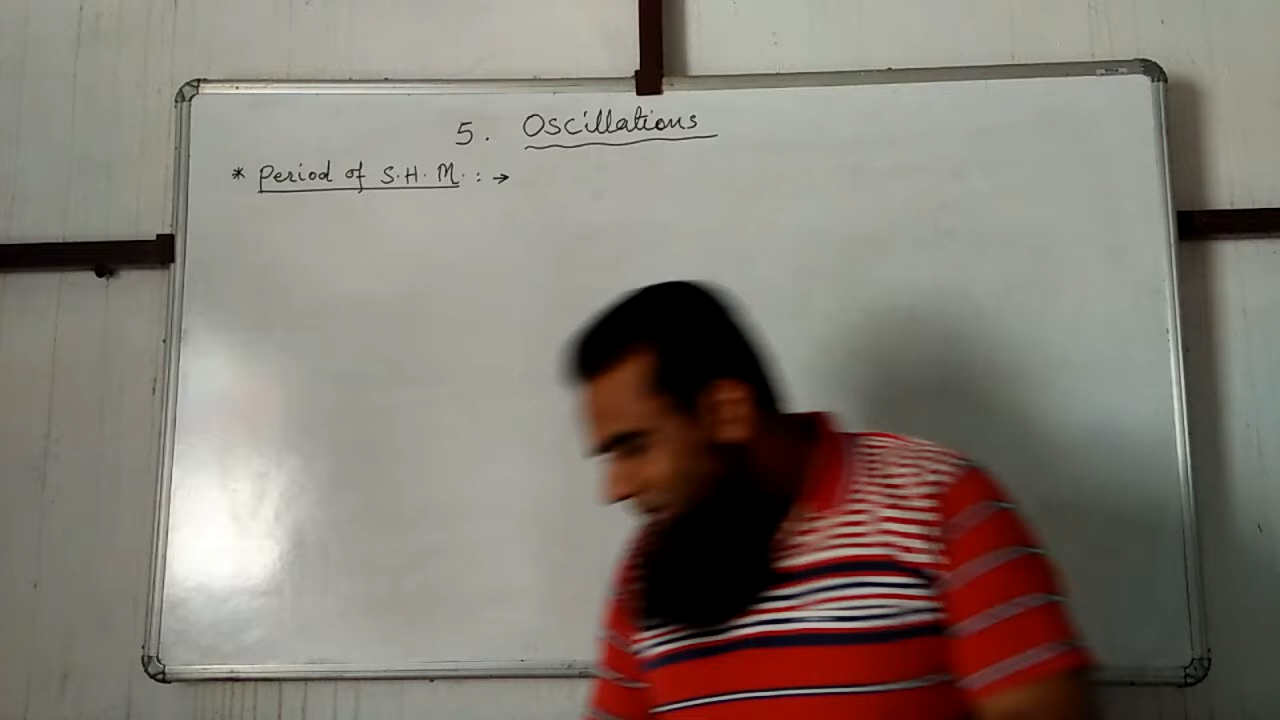 5. Oscillations
* Period of S.H.M. : →